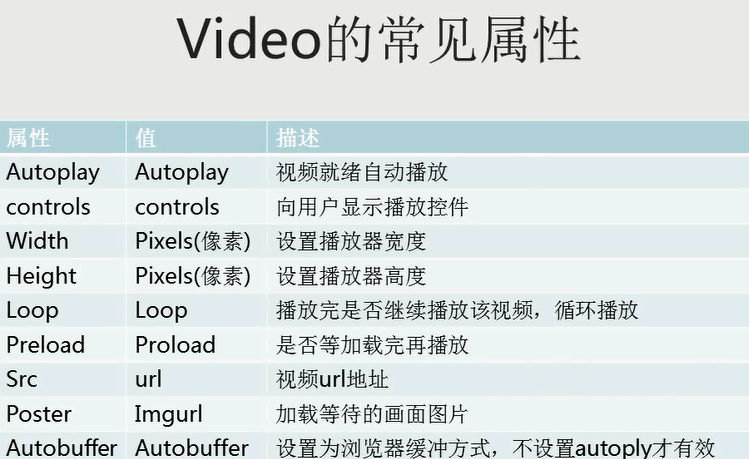 Video的常见属性
属性 值 描述
Autoplay Autoplay 视频就绪自动播放
controls controls 向用户显示播放控件
Width Pixels(像素) 设置播放器宽度
Height Pixels(像素) 设置播放器高度
Loop Loop 播放完是否继续播放该视频，循环播放
Preload Proload 是否等加载完再播放
Src url 视频url地址
Poster Imgurl 加载等待的画面图片
Autobuffer Autobuffer 设置为浏览器缓冲方式，不设置autoply才有效